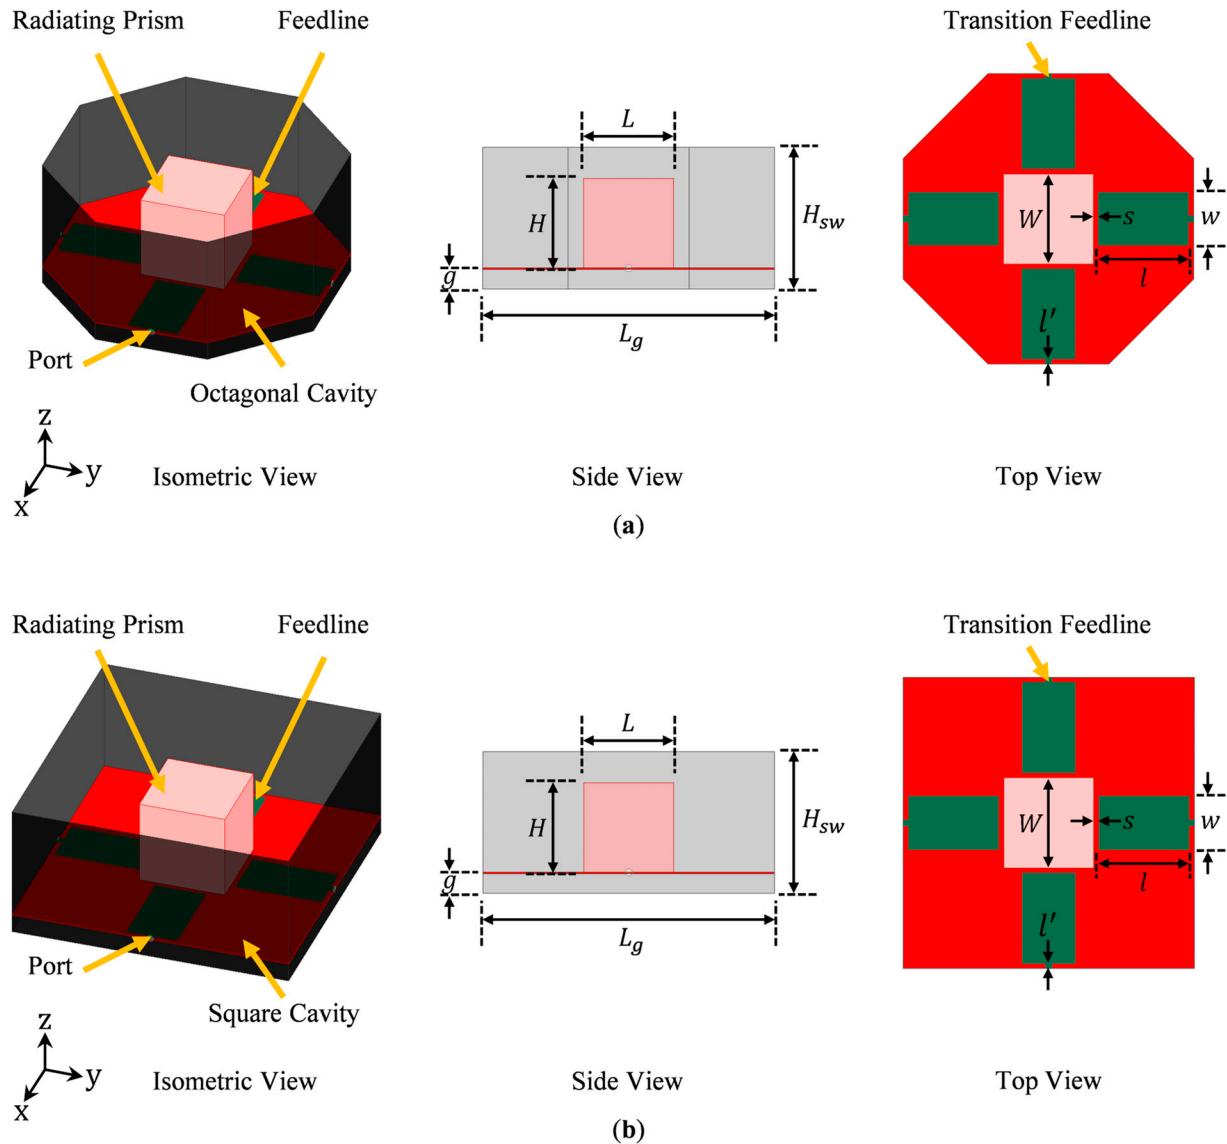 Radiating Prism
Feedline
Transition Feedline
L
H
H_sw
g
L_g
W
s
w
l
l'
Port
Octagonal Cavity
z
y
x
Isometric View
Side View
Top View
(a)
Radiating Prism
Feedline
Transition Feedline
L
H
H_sw
g
L_g
W
s
w
l
l'
Port
Square Cavity
z
y
x
Isometric View
Side View
Top View
(b)